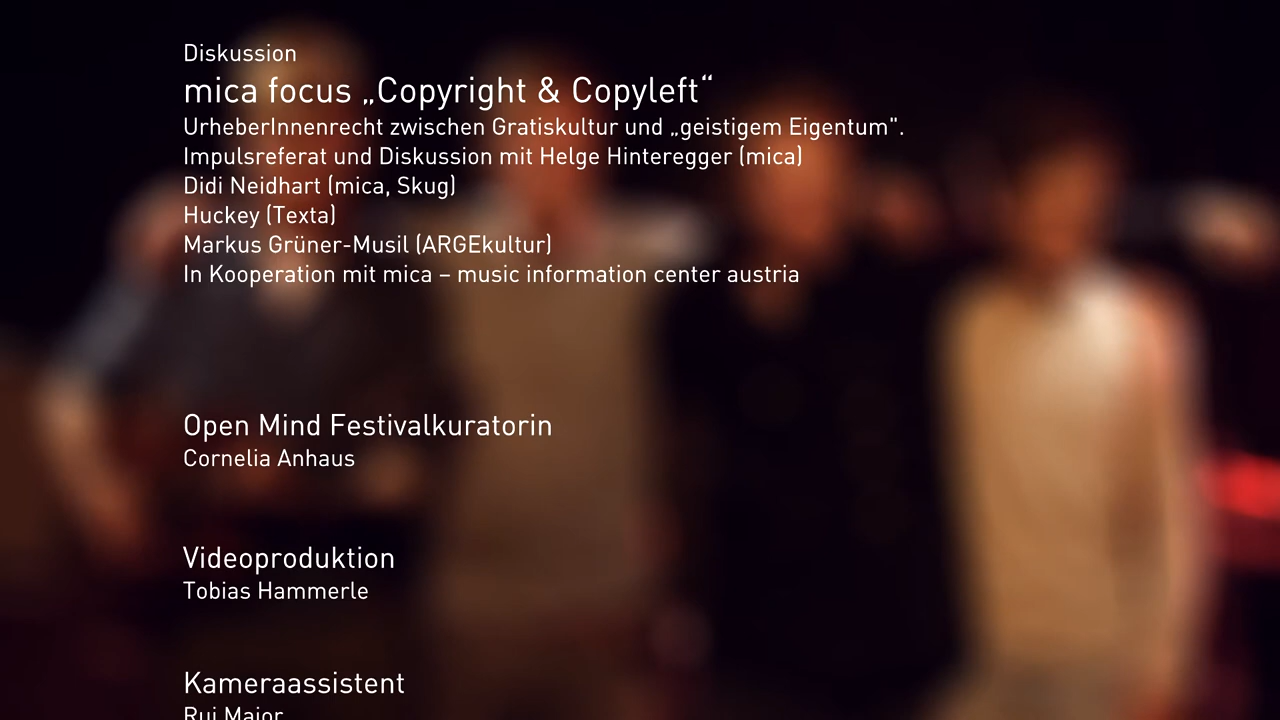 Diskussion
mica focus „Copyright & Copyleft“
UrheberInnenrecht zwischen Gratiskultur und „geistigem Eigentum".
Impulsreferat und Diskussion mit Helge Hinteregger (mica)
Didi Neidhart (mica, Skug)
Huckey (Texta)
Markus Grüner-Musil (ARGEkultur)
In Kooperation mit mica – music information center austria
Open Mind Festivalkuratorin
Cornelia Anhaus
Videoproduktion
Tobias Hammerle
Kameraassistent
Rui Major